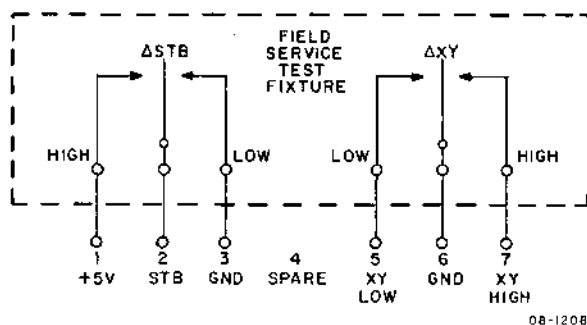 FIELD
SERVICE
TEST
FIXTURE
ΔSTB
ΔXY
HIGH
LOW
LOW
HIGH
1 2 3 4 5 6 7
+5V STB GND SPARE XY LOW GND XY HIGH
08-1208